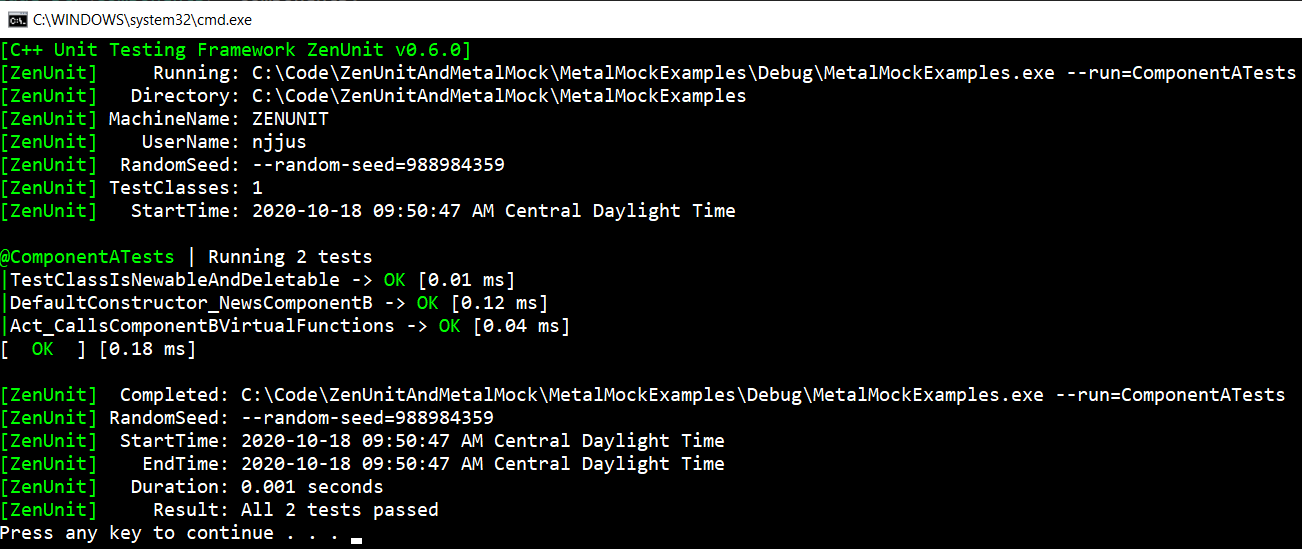 C:\WINDOWS\system32\cmd.exe
[C++ Unit Testing Framework ZenUnit v0.6.0]
[ZenUnit]     Running: C:\Code\ZenUnitAndMetalMock\MetalMockExamples\Debug\MetalMockExamples.exe --run=ComponentATests
[ZenUnit]   Directory: C:\Code\ZenUnitAndMetalMock\MetalMockExamples
[ZenUnit] MachineName: ZENUNIT
[ZenUnit]    UserName: njjus
[ZenUnit]  RandomSeed: --random-seed=988984359
[ZenUnit] TestClasses: 1
[ZenUnit]   StartTime: 2020-10-18 09:50:47 AM Central Daylight Time
@ComponentATests | Running 2 tests
|TestClassIsNewableAndDeletable -> OK [0.01 ms]
|DefaultConstructor_NewsComponentB -> OK [0.12 ms]
|Act_CallsComponentBVirtualFunctions -> OK [0.04 ms]
[  OK  ] [0.18 ms]
[ZenUnit]  Completed: C:\Code\ZenUnitAndMetalMock\MetalMockExamples\Debug\MetalMockExamples.exe --run=ComponentATests
[ZenUnit] RandomSeed: --random-seed=988984359
[ZenUnit]  StartTime: 2020-10-18 09:50:47 AM Central Daylight Time
[ZenUnit]    EndTime: 2020-10-18 09:50:47 AM Central Daylight Time
[ZenUnit]   Duration: 0.001 seconds
[ZenUnit]     Result: All 2 tests passed
Press any key to continue . . .